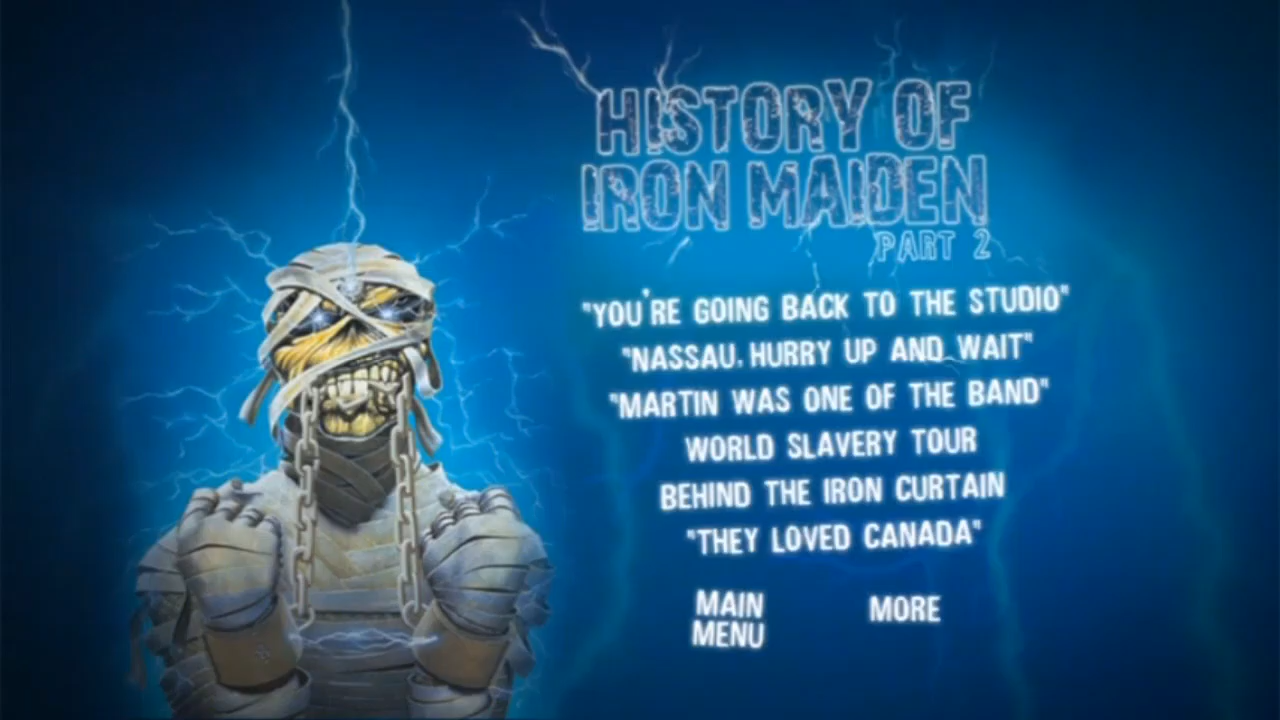 HISTORY OF
IRON MAIDEN
PART 2
"YOU'RE GOING BACK TO THE STUDIO"
"NASSAU, HURRY UP AND WAIT"
"MARTIN WAS ONE OF THE BAND"
WORLD SLAVERY TOUR
BEHIND THE IRON CURTAIN
"THEY LOVED CANADA"
MAIN MENU
MORE